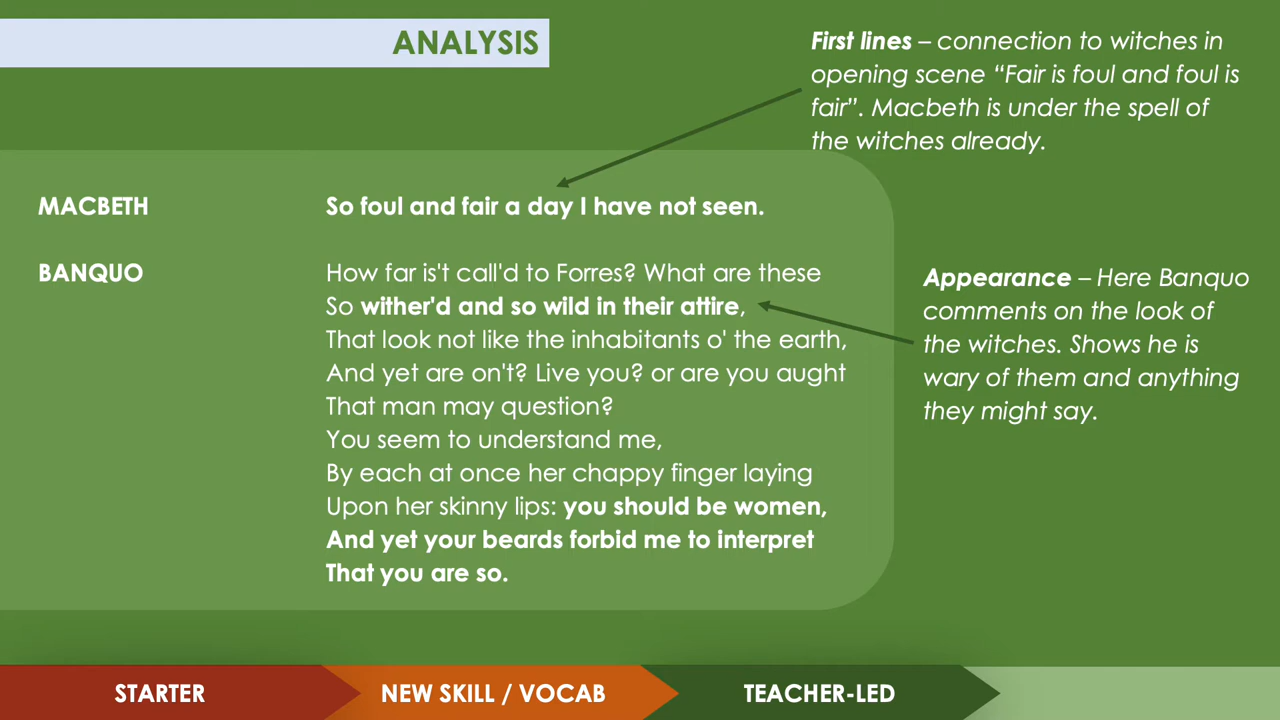 ANALYSIS
First lines – connection to witches in
opening scene “Fair is foul and foul is
fair”. Macbeth is under the spell of
the witches already.
MACBETH So foul and fair a day I have not seen.
BANQUO How far is't call'd to Forres? What are these
So wither'd and so wild in their attire,
That look not like the inhabitants o' the earth,
And yet are on't? Live you? or are you aught
That man may question?
You seem to understand me,
By each at once her chappy finger laying
Upon her skinny lips: you should be women,
And yet your beards forbid me to interpret
That you are so.
Appearance – Here Banquo
comments on the look of
the witches. Shows he is
wary of them and anything
they might say.
STARTER NEW SKILL / VOCAB TEACHER-LED